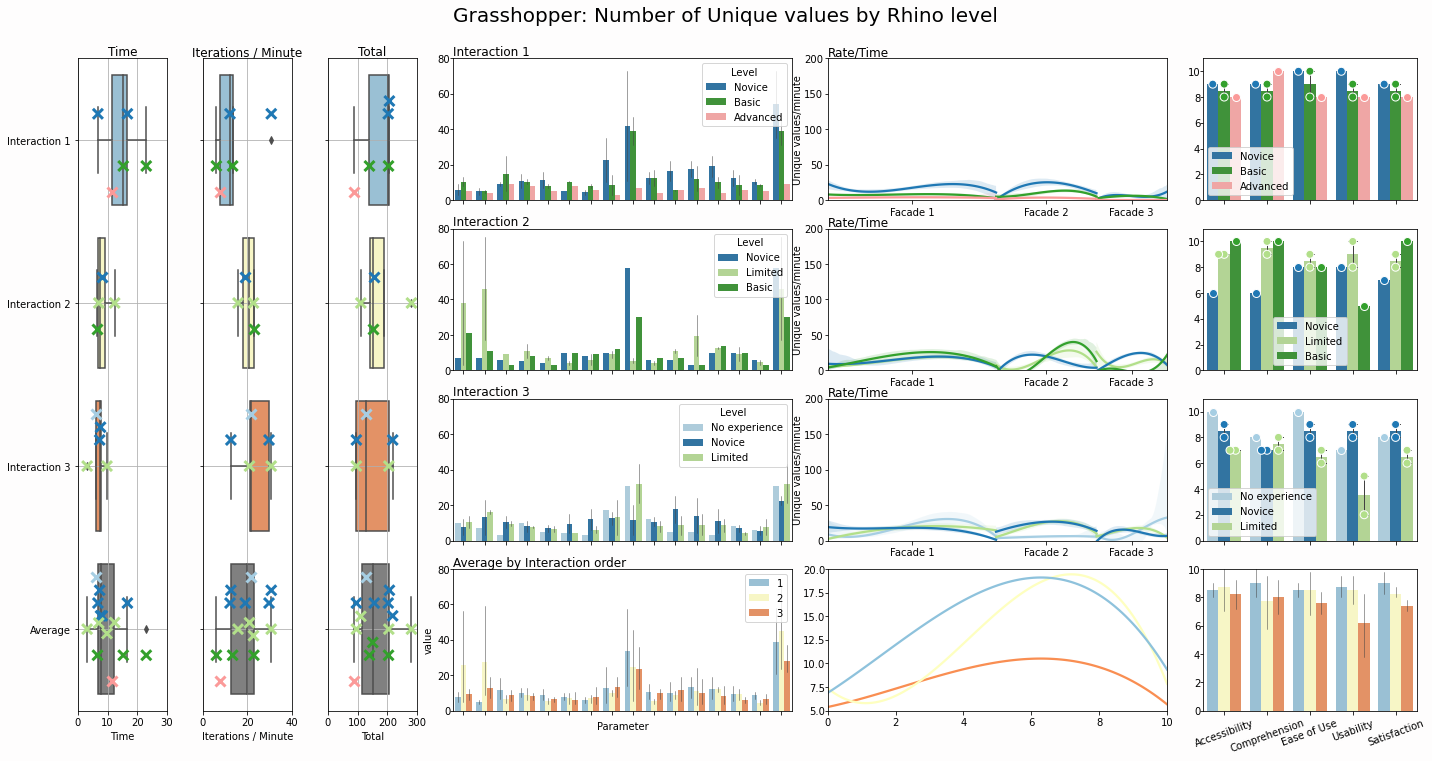 Grasshopper: Number of Unique values by Rhino level
Time
Iterations / Minute
Total
Interaction 1
Interaction 2
Interaction 3
Average
0 10 20 30
Time
0 20 40
Iterations / Minute
0 100 200 300
Total
Interaction 1
80
60
40
20
0
Level
Novice
Basic
Advanced
Interaction 2
80
60
40
20
0
Level
Novice
Limited
Basic
Interaction 3
80
60
40
20
0
Level
No experience
Novice
Limited
Average by Interaction order
80
60
40
20
0
value
1
2
3
Parameter
Rate/Time
200
150
100
50
0
Unique values/minute
Facade 1 Facade 2 Facade 3
Rate/Time
200
150
100
50
0
Unique values/minute
Facade 1 Facade 2 Facade 3
Rate/Time
200
150
100
50
0
Unique values/minute
Facade 1 Facade 2 Facade 3
20.0
17.5
15.0
12.5
10.0
7.5
5.0
0 2 4 6 8 10
10
8
6
4
2
0
Novice
Basic
Advanced
10
8
6
4
2
0
Novice
Limited
Basic
10
8
6
4
2
0
No experience
Novice
Limited
10
8
6
4
2
0
Accessibility Comprehension Ease of Use Usability Satisfaction